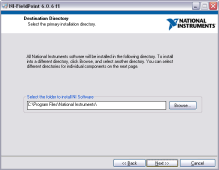 NI-FieldPoint 6.0.6 f1
Destination Directory
Select the primary installation directory.
NATIONAL
INSTRUMENTS
All National Instruments software will be installed in the following directory. To install
into a different directory, click Browse, and select another directory. You can select
different directories for individual components on the next page.
Select the folder to install NI Software
C:\Program Files\National Instruments\
Browse...
<< Back
Next >>
Cancel